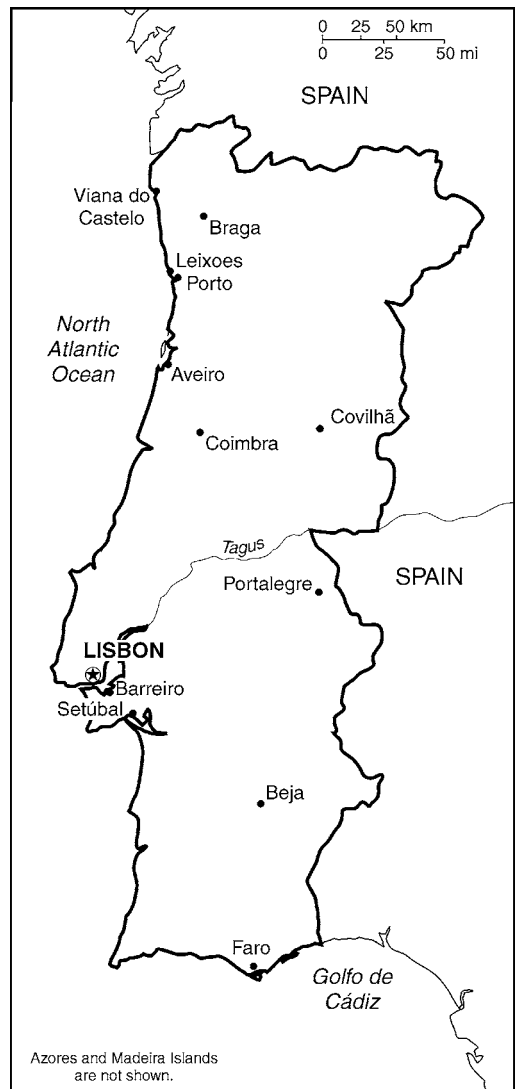 0 25 50 km
0 25 50 mi
SPAIN
Viana do
Castelo
Braga
Leixoes
Porto
North
Atlantic
Ocean
Aveiro
Covilhã
Coimbra
Tagus
SPAIN
Portalegre
LISBON
Barreiro
Setúbal
Beja
Faro
Golfo de
Cádiz
Azores and Madeira Islands
are not shown.